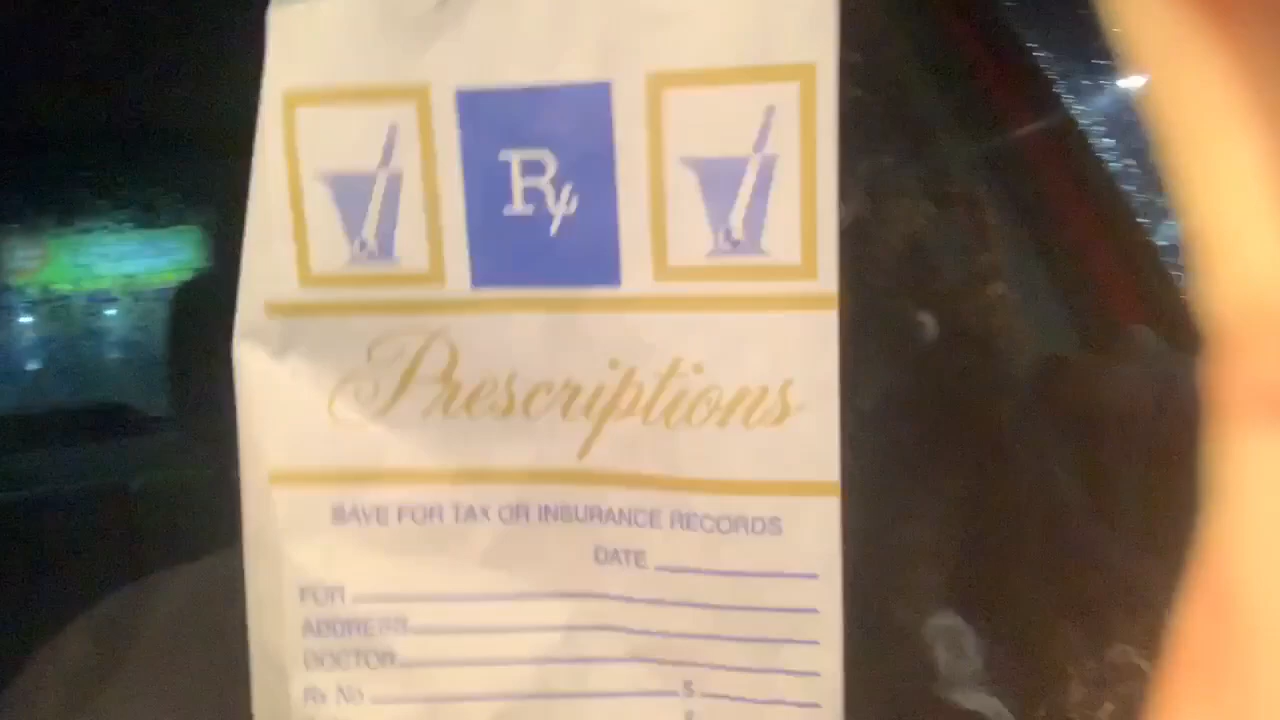 Rx
Prescriptions
SAVE FOR TAX OR INSURANCE RECORDS
DATE
FOR
ADDRESS
DOCTOR
Rx No. $